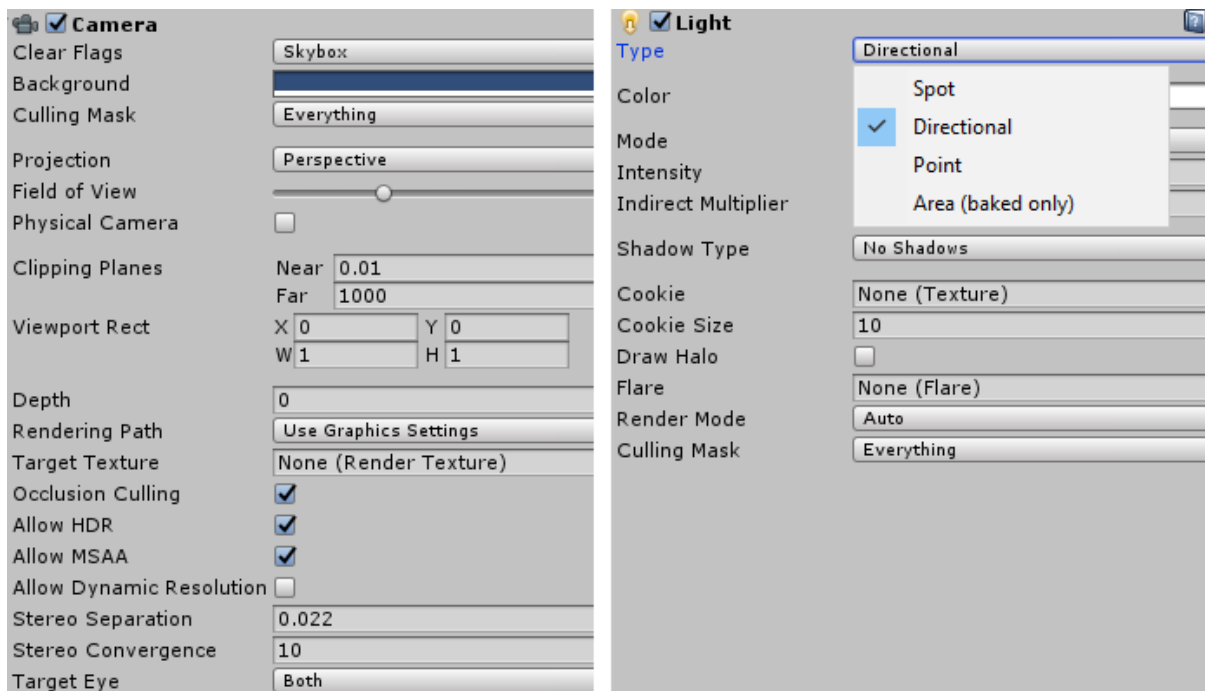 Camera
Clear Flags Skybox
Background
Culling Mask Everything
Projection Perspective
Field of View
Physical Camera
Clipping Planes Near 0.01
Far 1000
Viewport Rect X 0 Y 0
W 1 H 1
Depth 0
Rendering Path Use Graphics Settings
Target Texture None (Render Texture)
Occlusion Culling
Allow HDR
Allow MSAA
Allow Dynamic Resolution
Stereo Separation 0.022
Stereo Convergence 10
Target Eye Both
Light
Type Directional
Spot
Color
Directional
Mode
Point
Intensity
Indirect Multiplier Area (baked only)
Shadow Type No Shadows
Cookie None (Texture)
Cookie Size 10
Draw Halo
Flare None (Flare)
Render Mode Auto
Culling Mask Everything